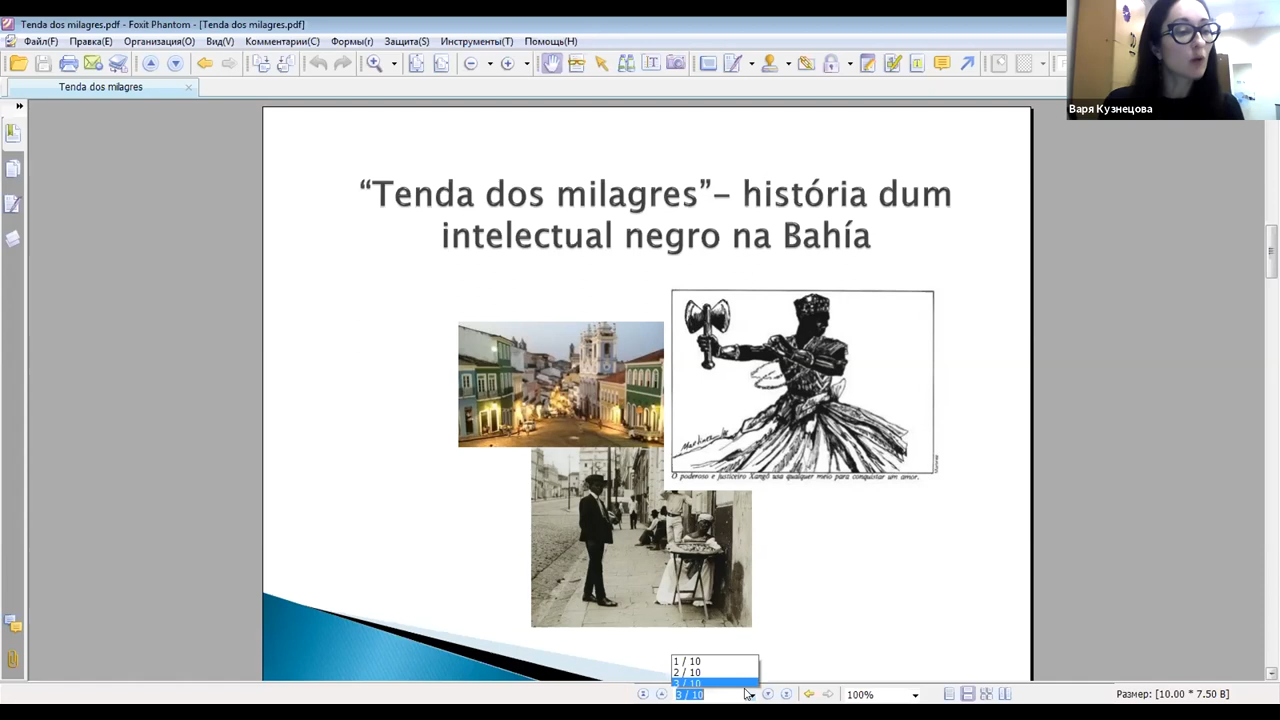 Tenda dos milagres.pdf - Foxit Phantom - [Tenda dos milagres.pdf]
Файл(F) Правка(E) Организация(O) Вид(V) Комментарии(C) Формы(r) Защита(S) Инструменты(T) Помощь(H)
Tenda dos milagres
Варя Кузнецова
“Tenda dos milagres”– história dum
intelectual negro na Bahía
O poderoso e justiceiro Xangô usa qualquer meio para conquistar um amor.
1 / 10
2 / 10
3 / 10
3 / 10
100%
Размер: [10.00 * 7.50 в]